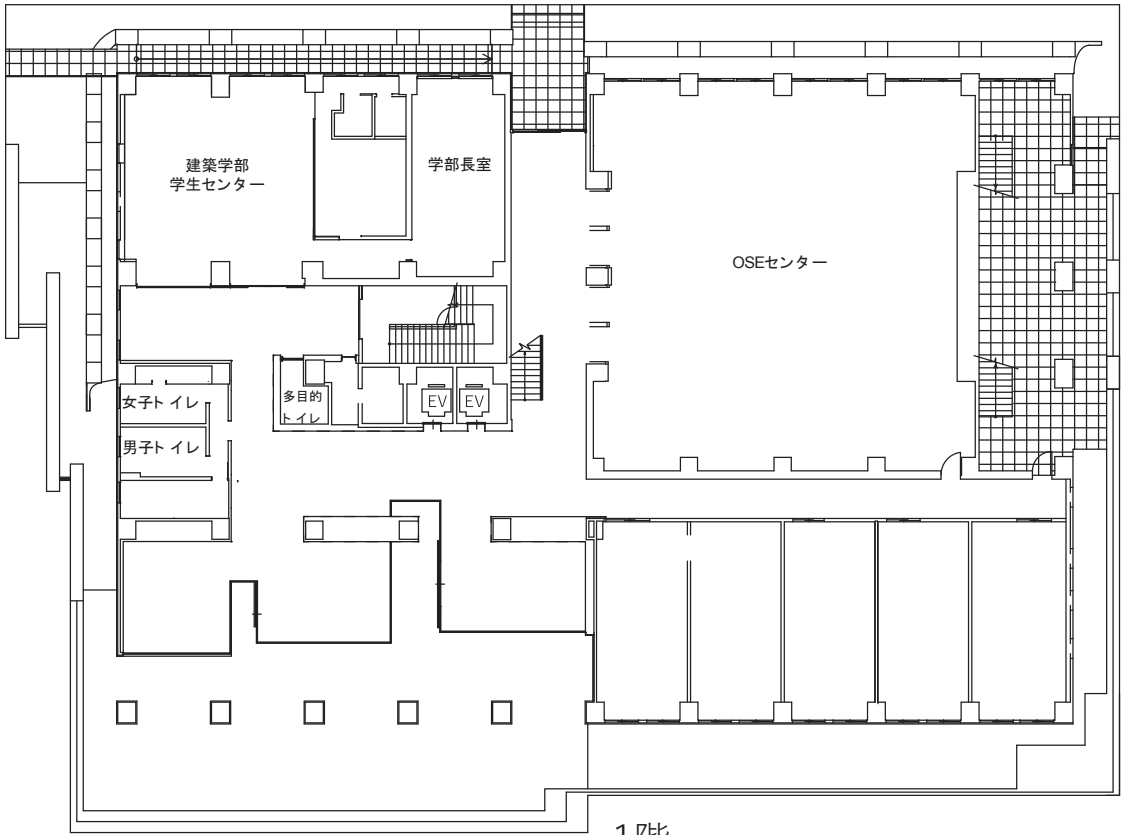 建築学部
学生センター
学部長室
OSEセンター
多目的
トイレ
EV EV
女子トイレ
男子トイレ
1階